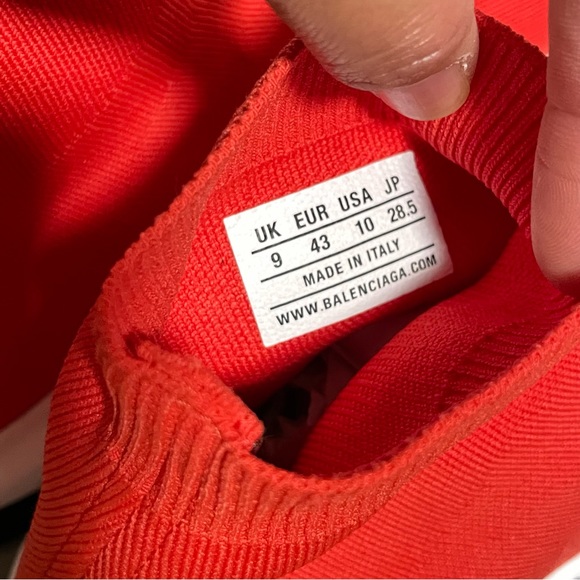 UK EUR USA JP
9 43 10 28.5
MADE IN ITALY
WWW.BALENCIAGA.COM